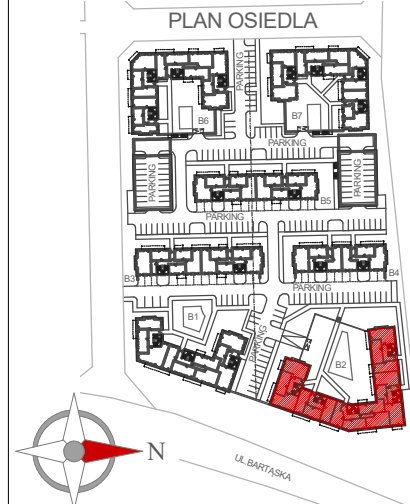 PLAN OSIEDLA
PARKING
B6
B7
PARKING
PARKING
PARKING
B5
PARKING
B3
B4
PARKING
B1
PARKING
B2
N
UL.BARTĄSKA